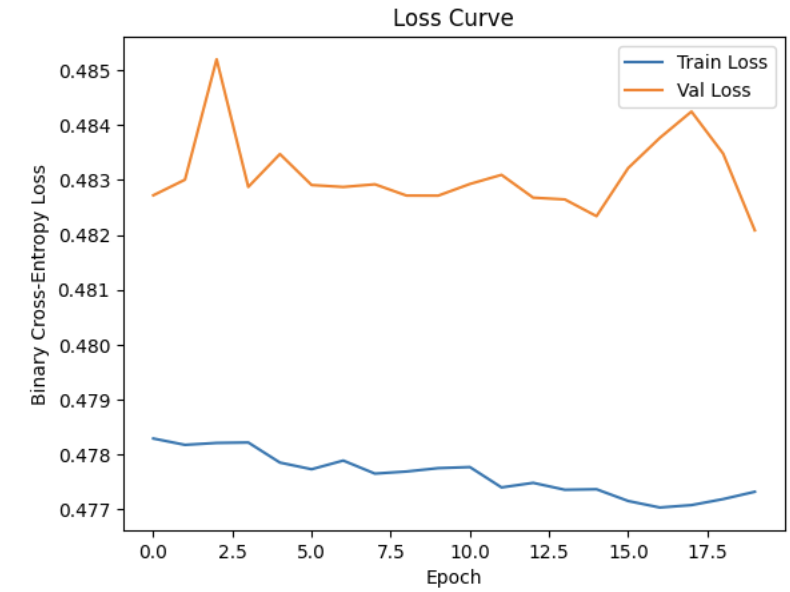 Loss Curve
Train Loss
Val Loss
0.485
0.484
0.483
0.482
0.481
0.480
0.479
0.478
0.477
Binary Cross-Entropy Loss
0.0 2.5 5.0 7.5 10.0 12.5 15.0 17.5
Epoch